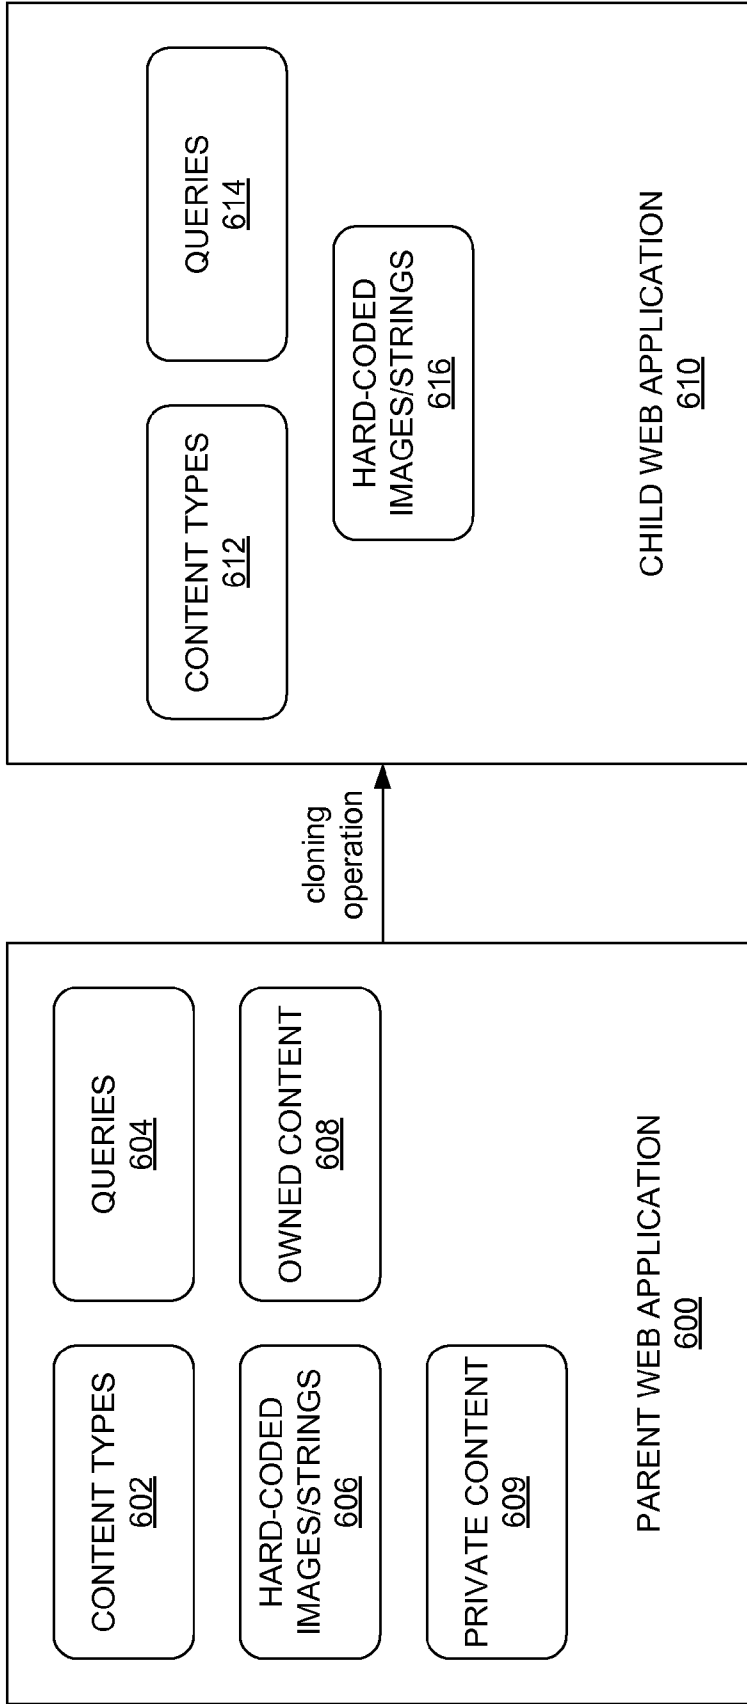 CONTENT TYPES
602
QUERIES
604
HARD-CODED
IMAGES/STRINGS
606
OWNED CONTENT
608
PRIVATE CONTENT
609
PARENT WEB APPLICATION
600
cloning
operation
CONTENT TYPES
612
QUERIES
614
HARD-CODED
IMAGES/STRINGS
616
CHILD WEB APPLICATION
610